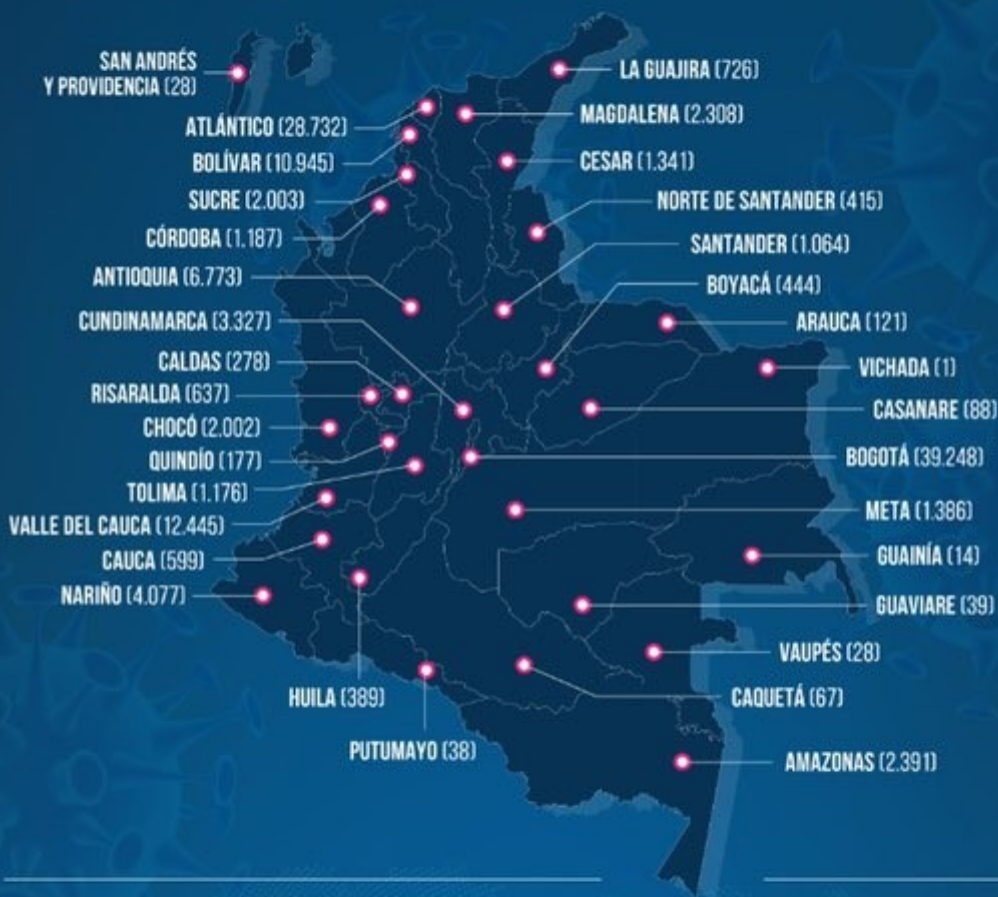 SAN ANDRÉS
Y PROVIDENCIA (28)
ATLÁNTICO (28.732)
BOLÍVAR (10.945)
SUCRE (2.003)
CÓRDOBA (1.187)
ANTIOQUIA (6.773)
CUNDINAMARCA (3.327)
CALDAS (278)
RISARALDA (637)
CHOCÓ (2.002)
QUINDÍO (177)
TOLIMA (1.176)
VALLE DEL CAUCA (12.445)
CAUCA (599)
NARIÑO (4.077)
HUILA (389)
PUTUMAYO (38)
LA GUAJIRA (726)
MAGDALENA (2.308)
CESAR (1.341)
NORTE DE SANTANDER (415)
SANTANDER (1.064)
BOYACÁ (444)
ARAUCA (121)
VICHADA (1)
CASANARE (88)
BOGOTÁ (39.248)
META (1.386)
GUAINÍA (14)
GUAVIARE (39)
VAUPÉS (28)
CAQUETÁ (67)
AMAZONAS (2.391)